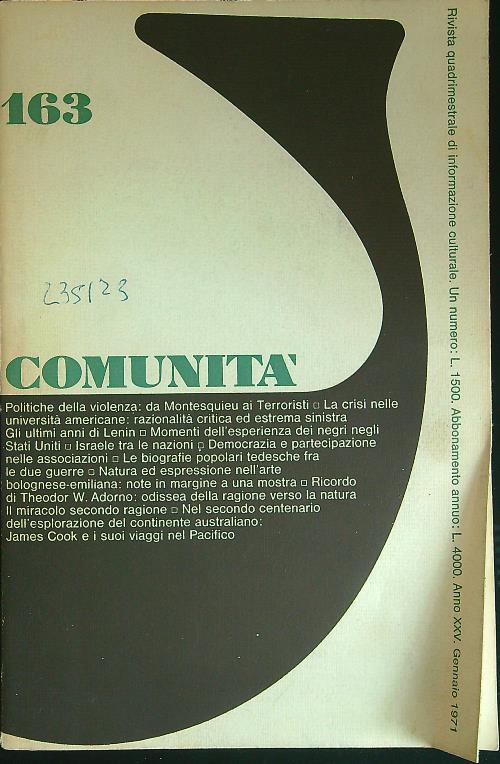 163
235123
COMUNITÀ
Politiche della violenza: da Montesquieu ai Terroristi □ La crisi nelle
università americane: razionalità critica ed estrema sinistra
Gli ultimi anni di Lenin □ Momenti dell'esperienza dei negri negli
Stati Uniti □ Israele tra le nazioni □ Democrazia e partecipazione
nelle associazioni □ Le biografie popolari tedesche fra
le due guerre □ Natura ed espressione nell'arte
bolognese-emiliana: note in margine a una mostra □ Ricordo
di Theodor W. Adorno: odissea della ragione verso la natura
Il miracolo secondo ragione □ Nel secondo centenario
dell'esplorazione del continente australiano:
James Cook e i suoi viaggi nel Pacifico
Rivista quadrimestrale di informazione culturale. Un numero: L. 1500. Abbonamento annuo: L. 4000. Anno XXV. Gennaio 1971